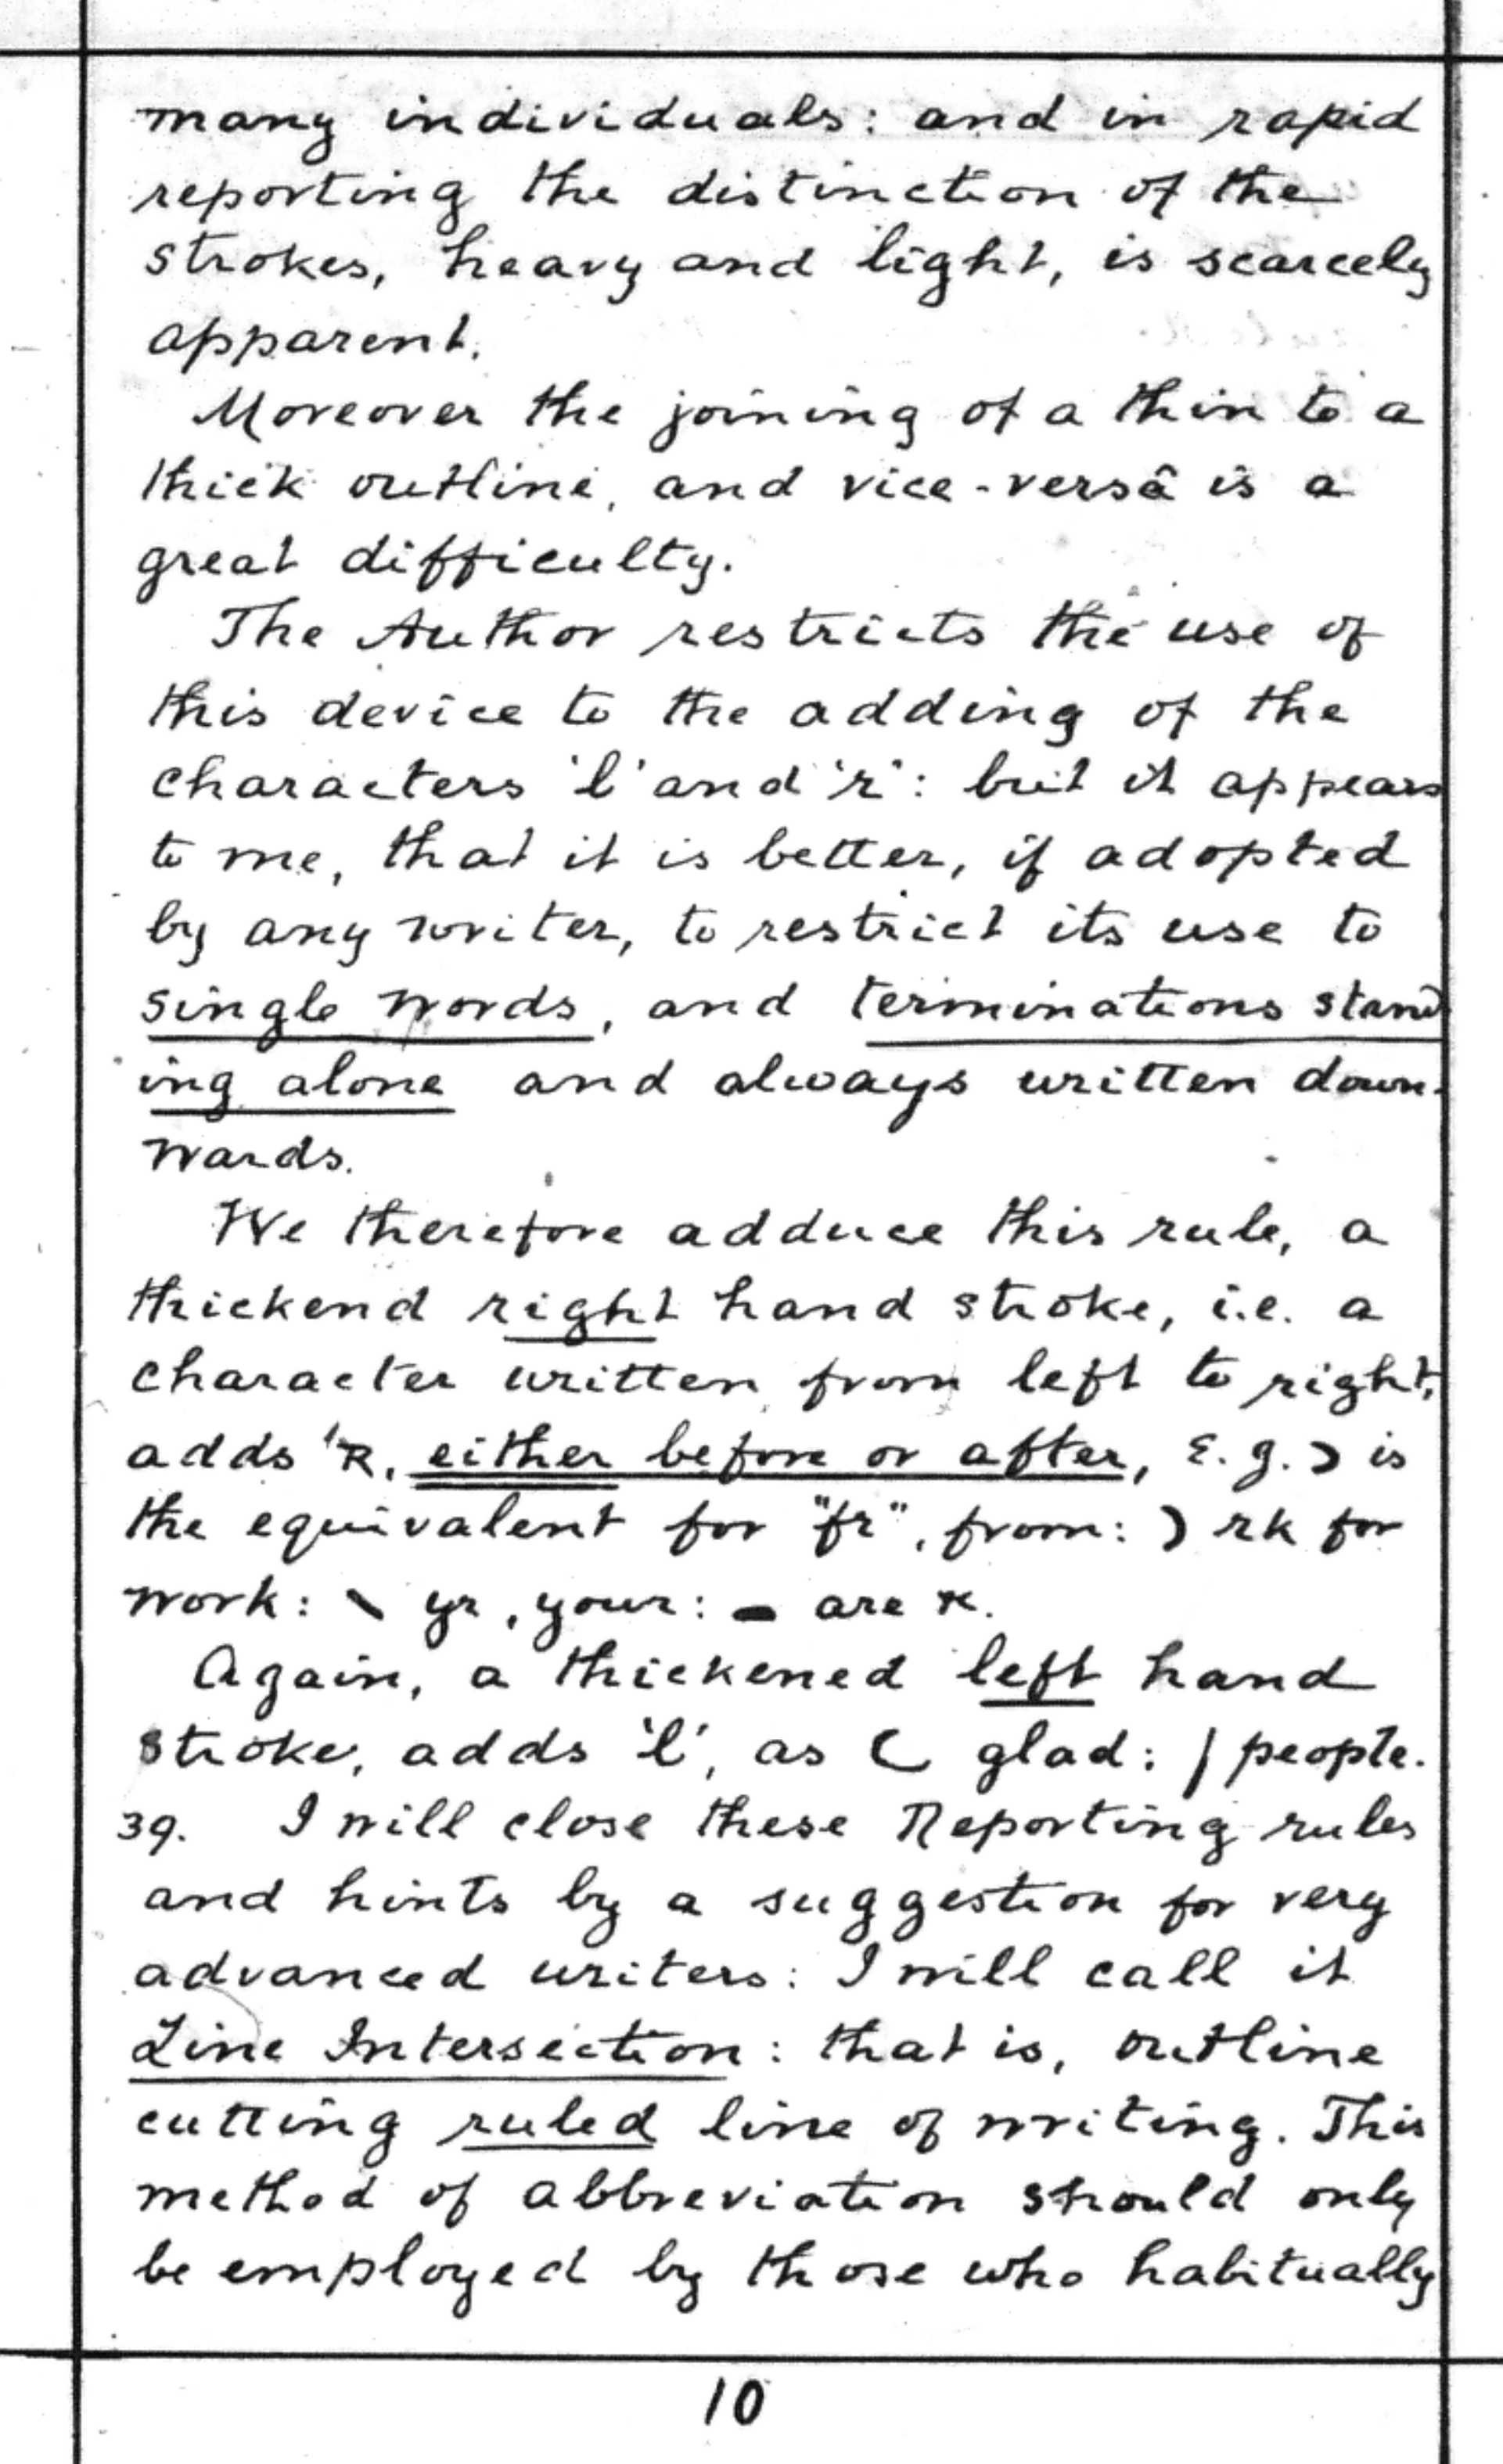 many individuals: and in rapid
reporting the distinction of the
strokes, heavy and light, is scarcely
apparent.
Moreover the joining of a thin to a
thick outline, and vice-versâ is a
great difficulty.
The Author restricts the use of
this device to the adding of the
characters 'l' and 'r': but it appears
to me, that it is better, if adopted
by any writer, to restrict its use to
single words, and terminations stand
ing alone and always written down-
wards.
We therefore adduce this rule, a
thickend right hand stroke, i.e. a
character written from left to right,
adds 'R, either before or after, E.g. is
the equivalent for "fr", from: rk for
work: yr, your: are
Again, a thickened left hand
stroke, adds 'l', as glad: people.
39. I will close these Reporting rules
and hints by a suggestion for very
advanced writers: I will call it
Line Intersection: that is, outline
cutting ruled line of writing. This
method of abbreviation should only
be employed by those who habitually
10